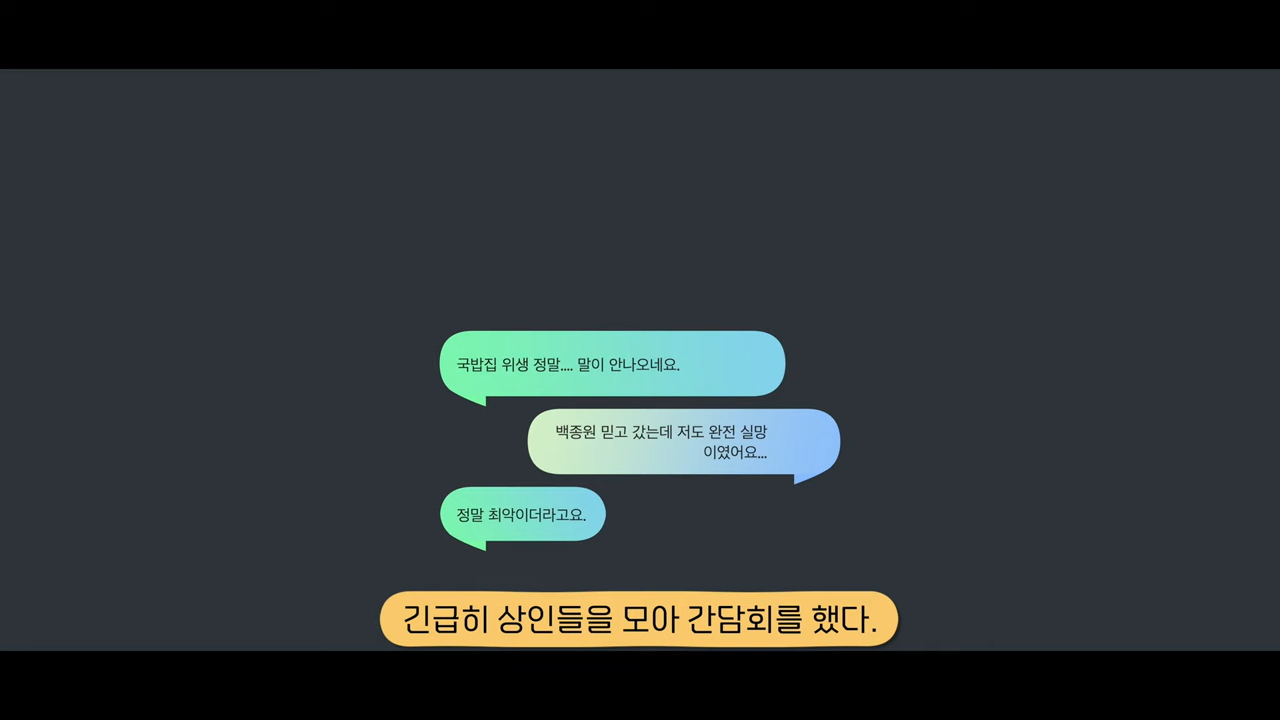 국밥집 위생 정말.... 말이 안나오네요.
백종원 믿고 갔는데 저도 완전 실망
이였어요...
정말 최악이더라고요.
긴급히 상인들을 모아 간담회를 했다.